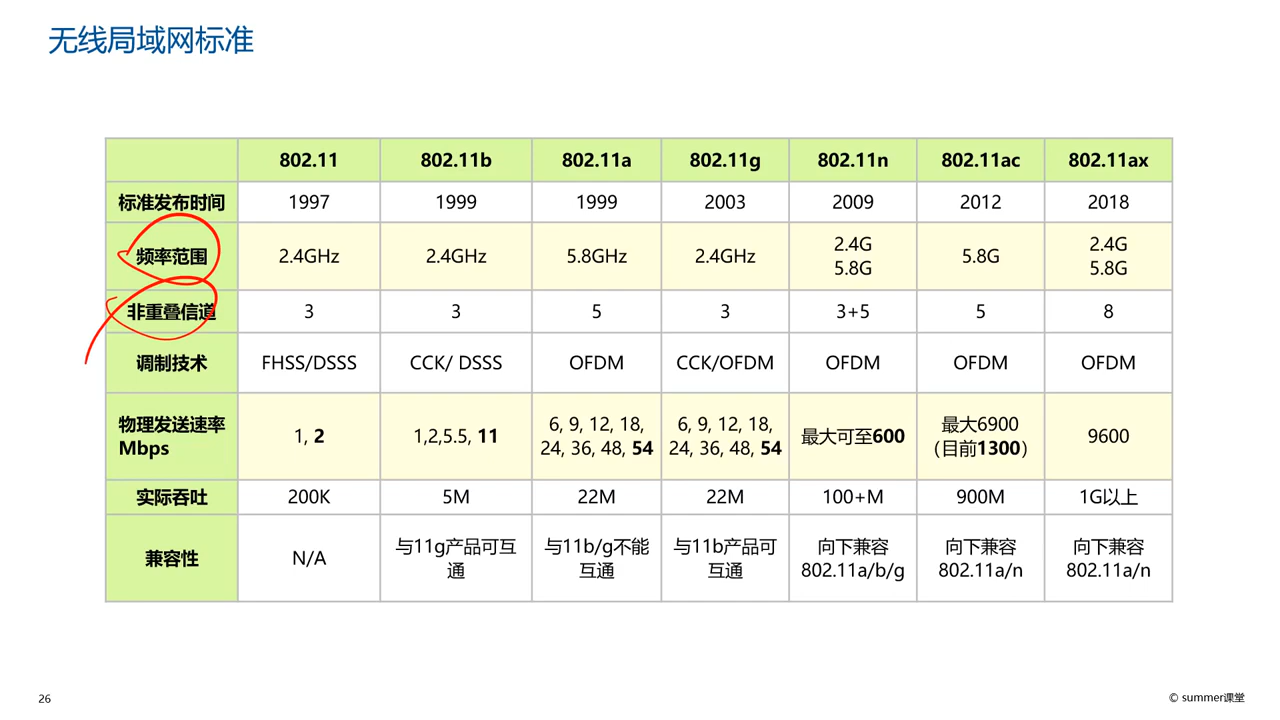 无线局域网标准
802.11 802.11b 802.11a 802.11g 802.11n 802.11ac 802.11ax
标准发布时间 1997 1999 1999 2003 2009 2012 2018
频率范围 2.4GHz 2.4GHz 5.8GHz 2.4GHz 2.4G 5.8G 5.8G 2.4G 5.8G
非重叠信道 3 3 5 3 3+5 5 8
调制技术 FHSS/DSSS CCK/ DSSS OFDM CCK/OFDM OFDM OFDM OFDM
物理发送速率 Mbps 1, 2 1,2,5.5, 11 6, 9, 12, 18, 24, 36, 48, 54 6, 9, 12, 18, 24, 36, 48, 54 最大可至600 最大6900 (目前1300) 9600
实际吞吐 200K 5M 22M 22M 100+M 900M 1G以上
兼容性 N/A 与11g产品可互通 与11b/g不能互通 与11b产品可互通 向下兼容 802.11a/b/g 向下兼容 802.11a/n 向下兼容 802.11a/n
26
© summer课堂